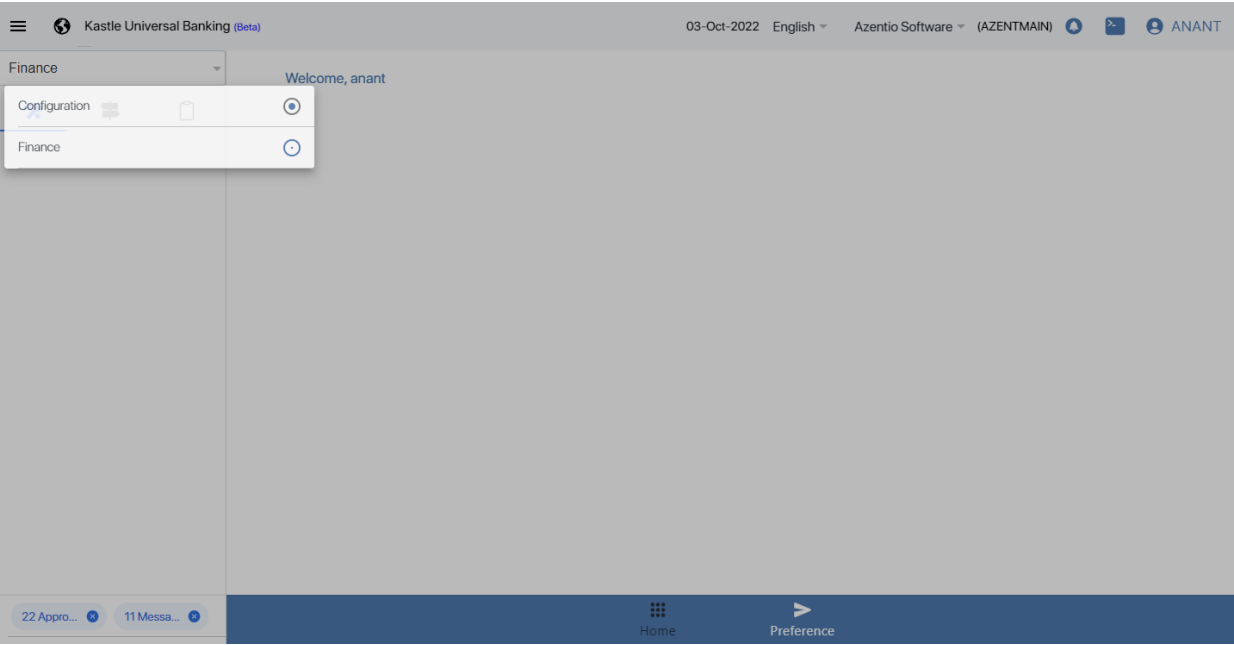 Kastle Universal Banking (Beta) 03-Oct-2022 English Azentio Software (AZENTMAIN) ANANT
Finance
Welcome, anant
Configuration
Finance
22 Appro... 11 Messa...
Home Preference